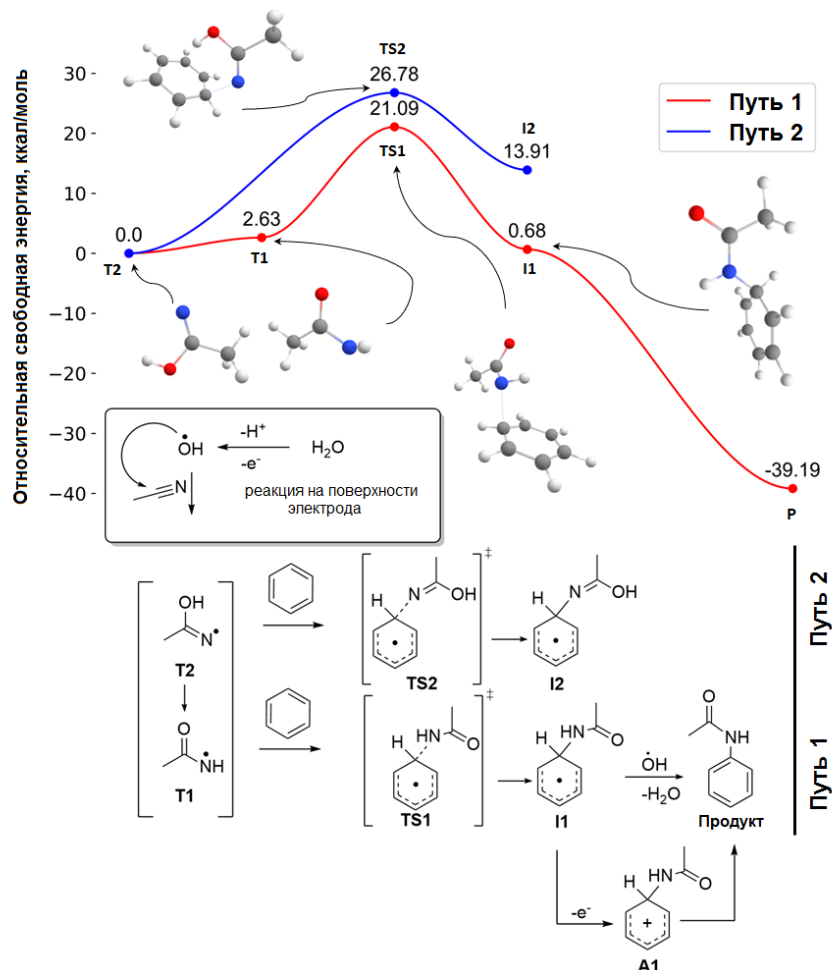 Относительная свободная энергия, ккал/моль
30
20
10
0
−10
−20
−30
−40
TS2
26.78
21.09
TS1
I2
13.91
0.0
T2
2.63
T1
0.68
I1
-39.19
P
Путь 1
Путь 2
•
OH
-H+
-e-
H2O
N
реакция на поверхности
электрода
OH
N•
T2
O
NH
•
T1
‡
H
N
OH
•
TS2
H
N
OH
•
I2
Путь 2
‡
H
HN
O
•
TS1
H
HN
O
•
I1
•
OH
-H2O
O
NH
Продукт
Путь 1
-e-
H
HN
O
+
A1